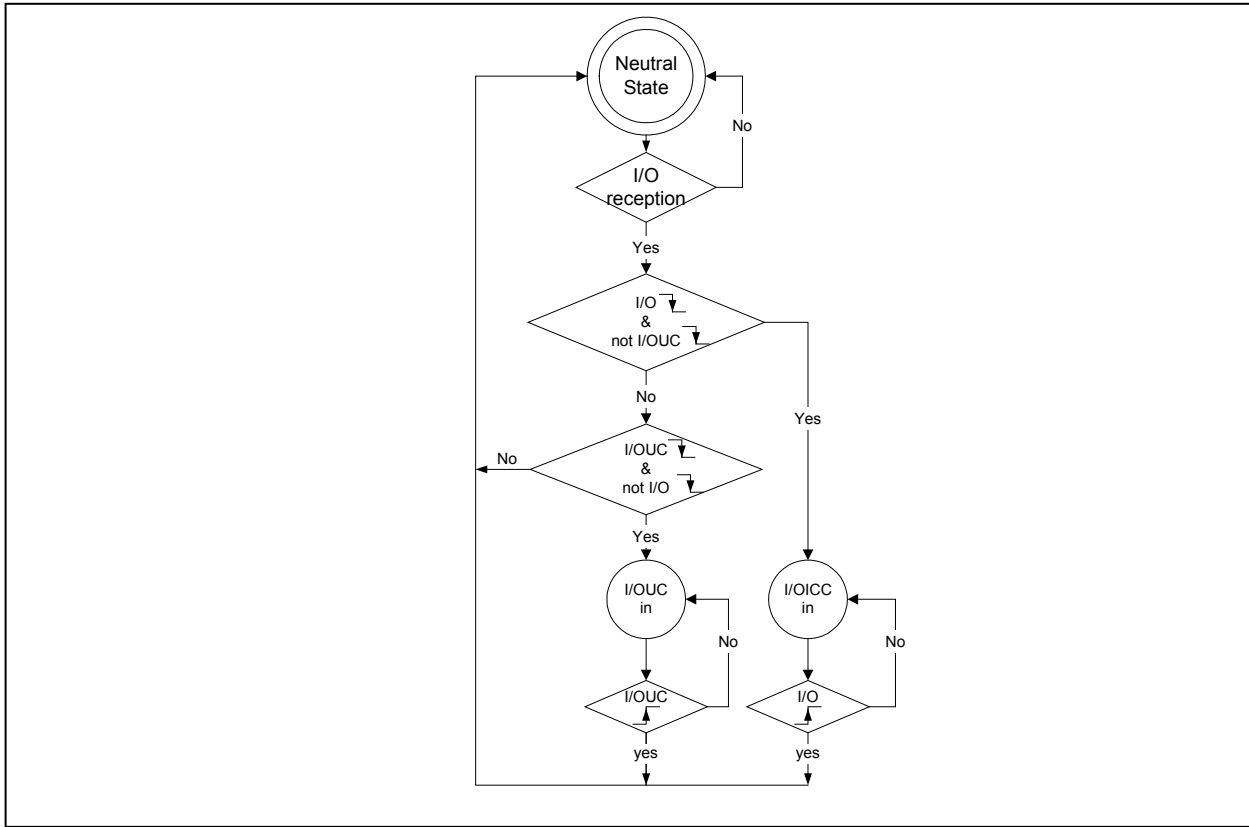 Neutral
State
No
I/O
reception
Yes
I/O
&
not I/OUC
No
Yes
I/OUC
&
not I/O
No
Yes
I/OUC
in
I/OICC
in
No
No
I/OUC
I/O
yes
yes